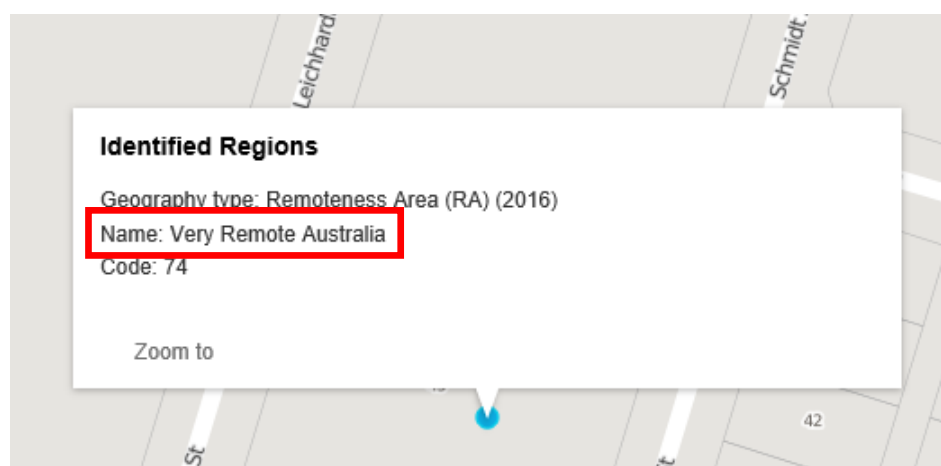 Leichhard
Schmidt
Identified Regions
Geography type: Remoteness Area (RA) (2016)
Name: Very Remote Australia
Code: 74
Zoom to
42
St